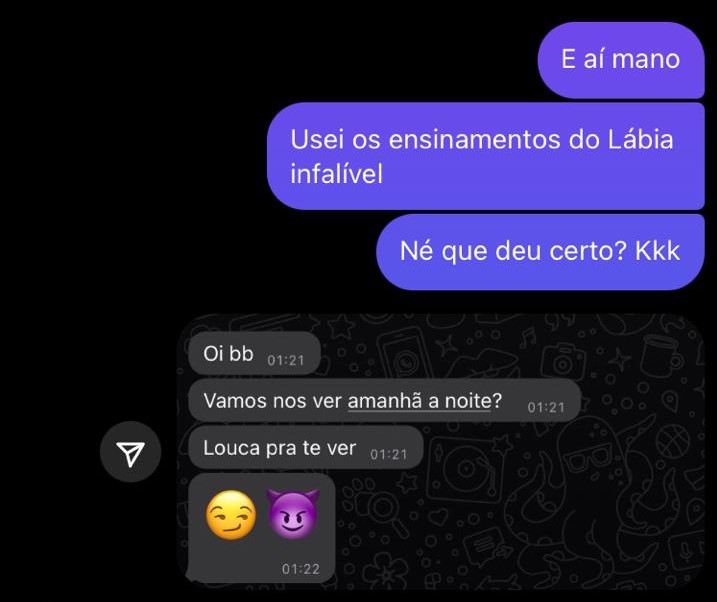 E aí mano
Usei os ensinamentos do Lábia
infalível
Né que deu certo? Kkk
Oi bb 01:21
Vamos nos ver amanhã a noite? 01:21
Louca pra te ver 01:21
😏😈
01:22